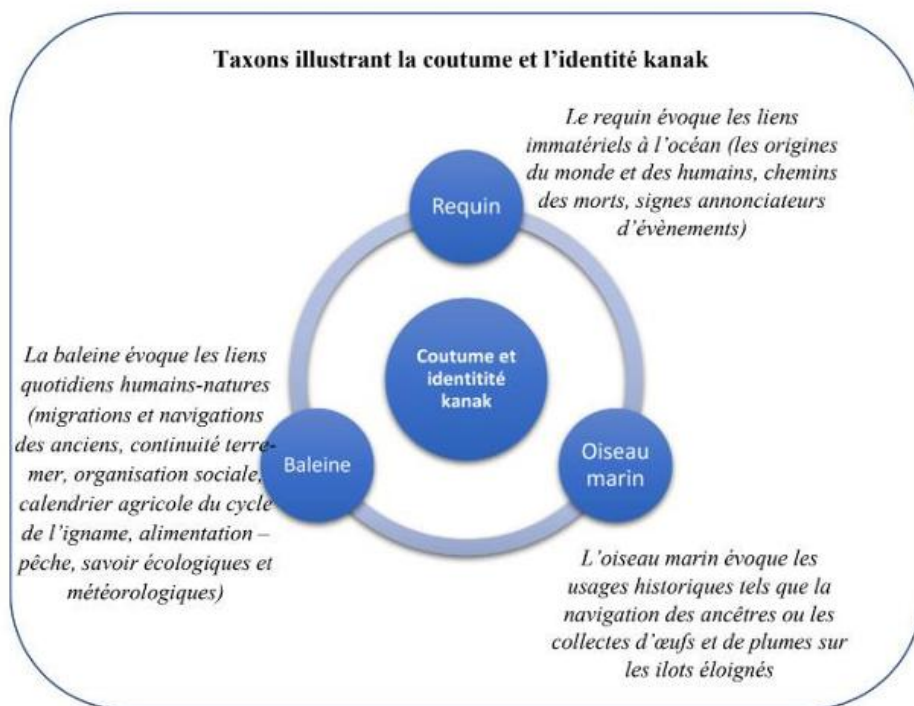 Taxons illustrant la coutume et l’identité kanak
Le requin évoque les liens
immatériels à l’océan (les origines
du monde et des humains, chemins
des morts, signes annonciateurs
d’évènements)
Requin
La baleine évoque les liens
quotidiens humains-natures
(migrations et navigations
des anciens, continuité terre-
mer, organisation sociale,
calendrier agricole du cycle
de l’igname, alimentation –
pêche, savoir écologiques et
météorologiques)
Coutume et
identitité
kanak
Baleine
Oiseau
marin
L’oiseau marin évoque les
usages historiques tels que la
navigation des ancêtres ou les
collectes d’œufs et de plumes sur
les ilots éloignés